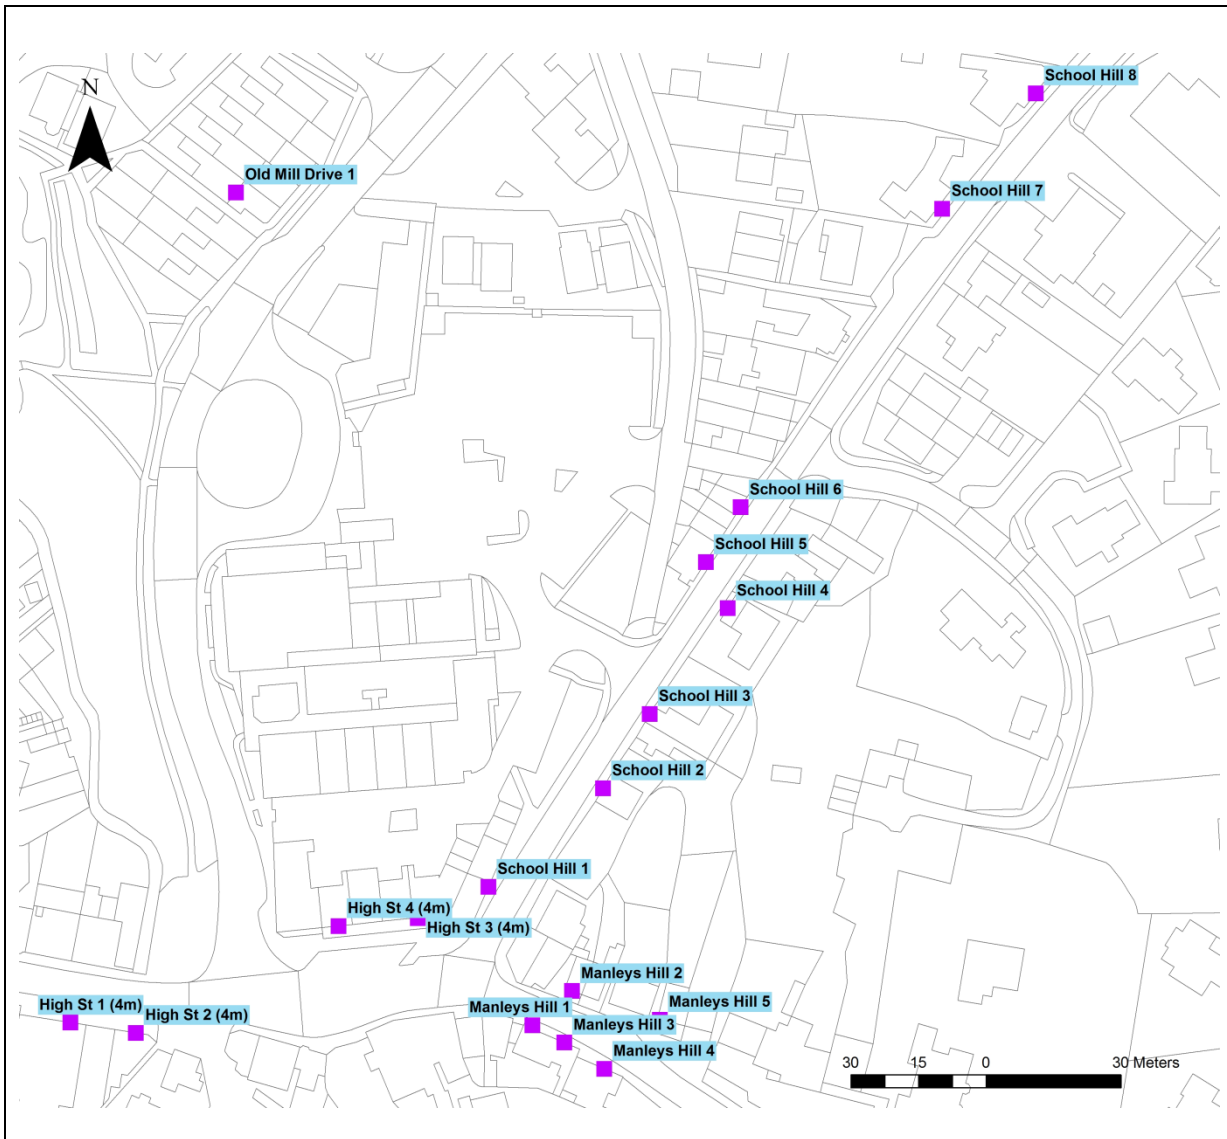 N
School Hill 8
Old Mill Drive 1
School Hill 7
School Hill 6
School Hill 5
School Hill 4
School Hill 3
School Hill 2
School Hill 1
High St 4 (4m)
High St 3 (4m)
Manleys Hill 2
High St 1 (4m)
High St 2 (4m)
Manleys Hill 1
Manleys Hill 5
Manleys Hill 3
Manleys Hill 4
30 15 0 30 Meters